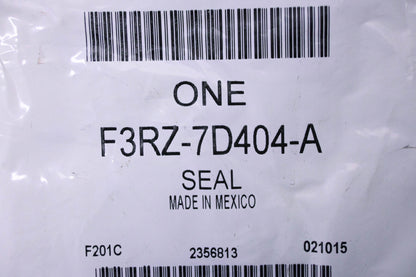 ONE
F3RZ-7D404-A
SEAL
MADE IN MEXICO
F201C 2356813 021015